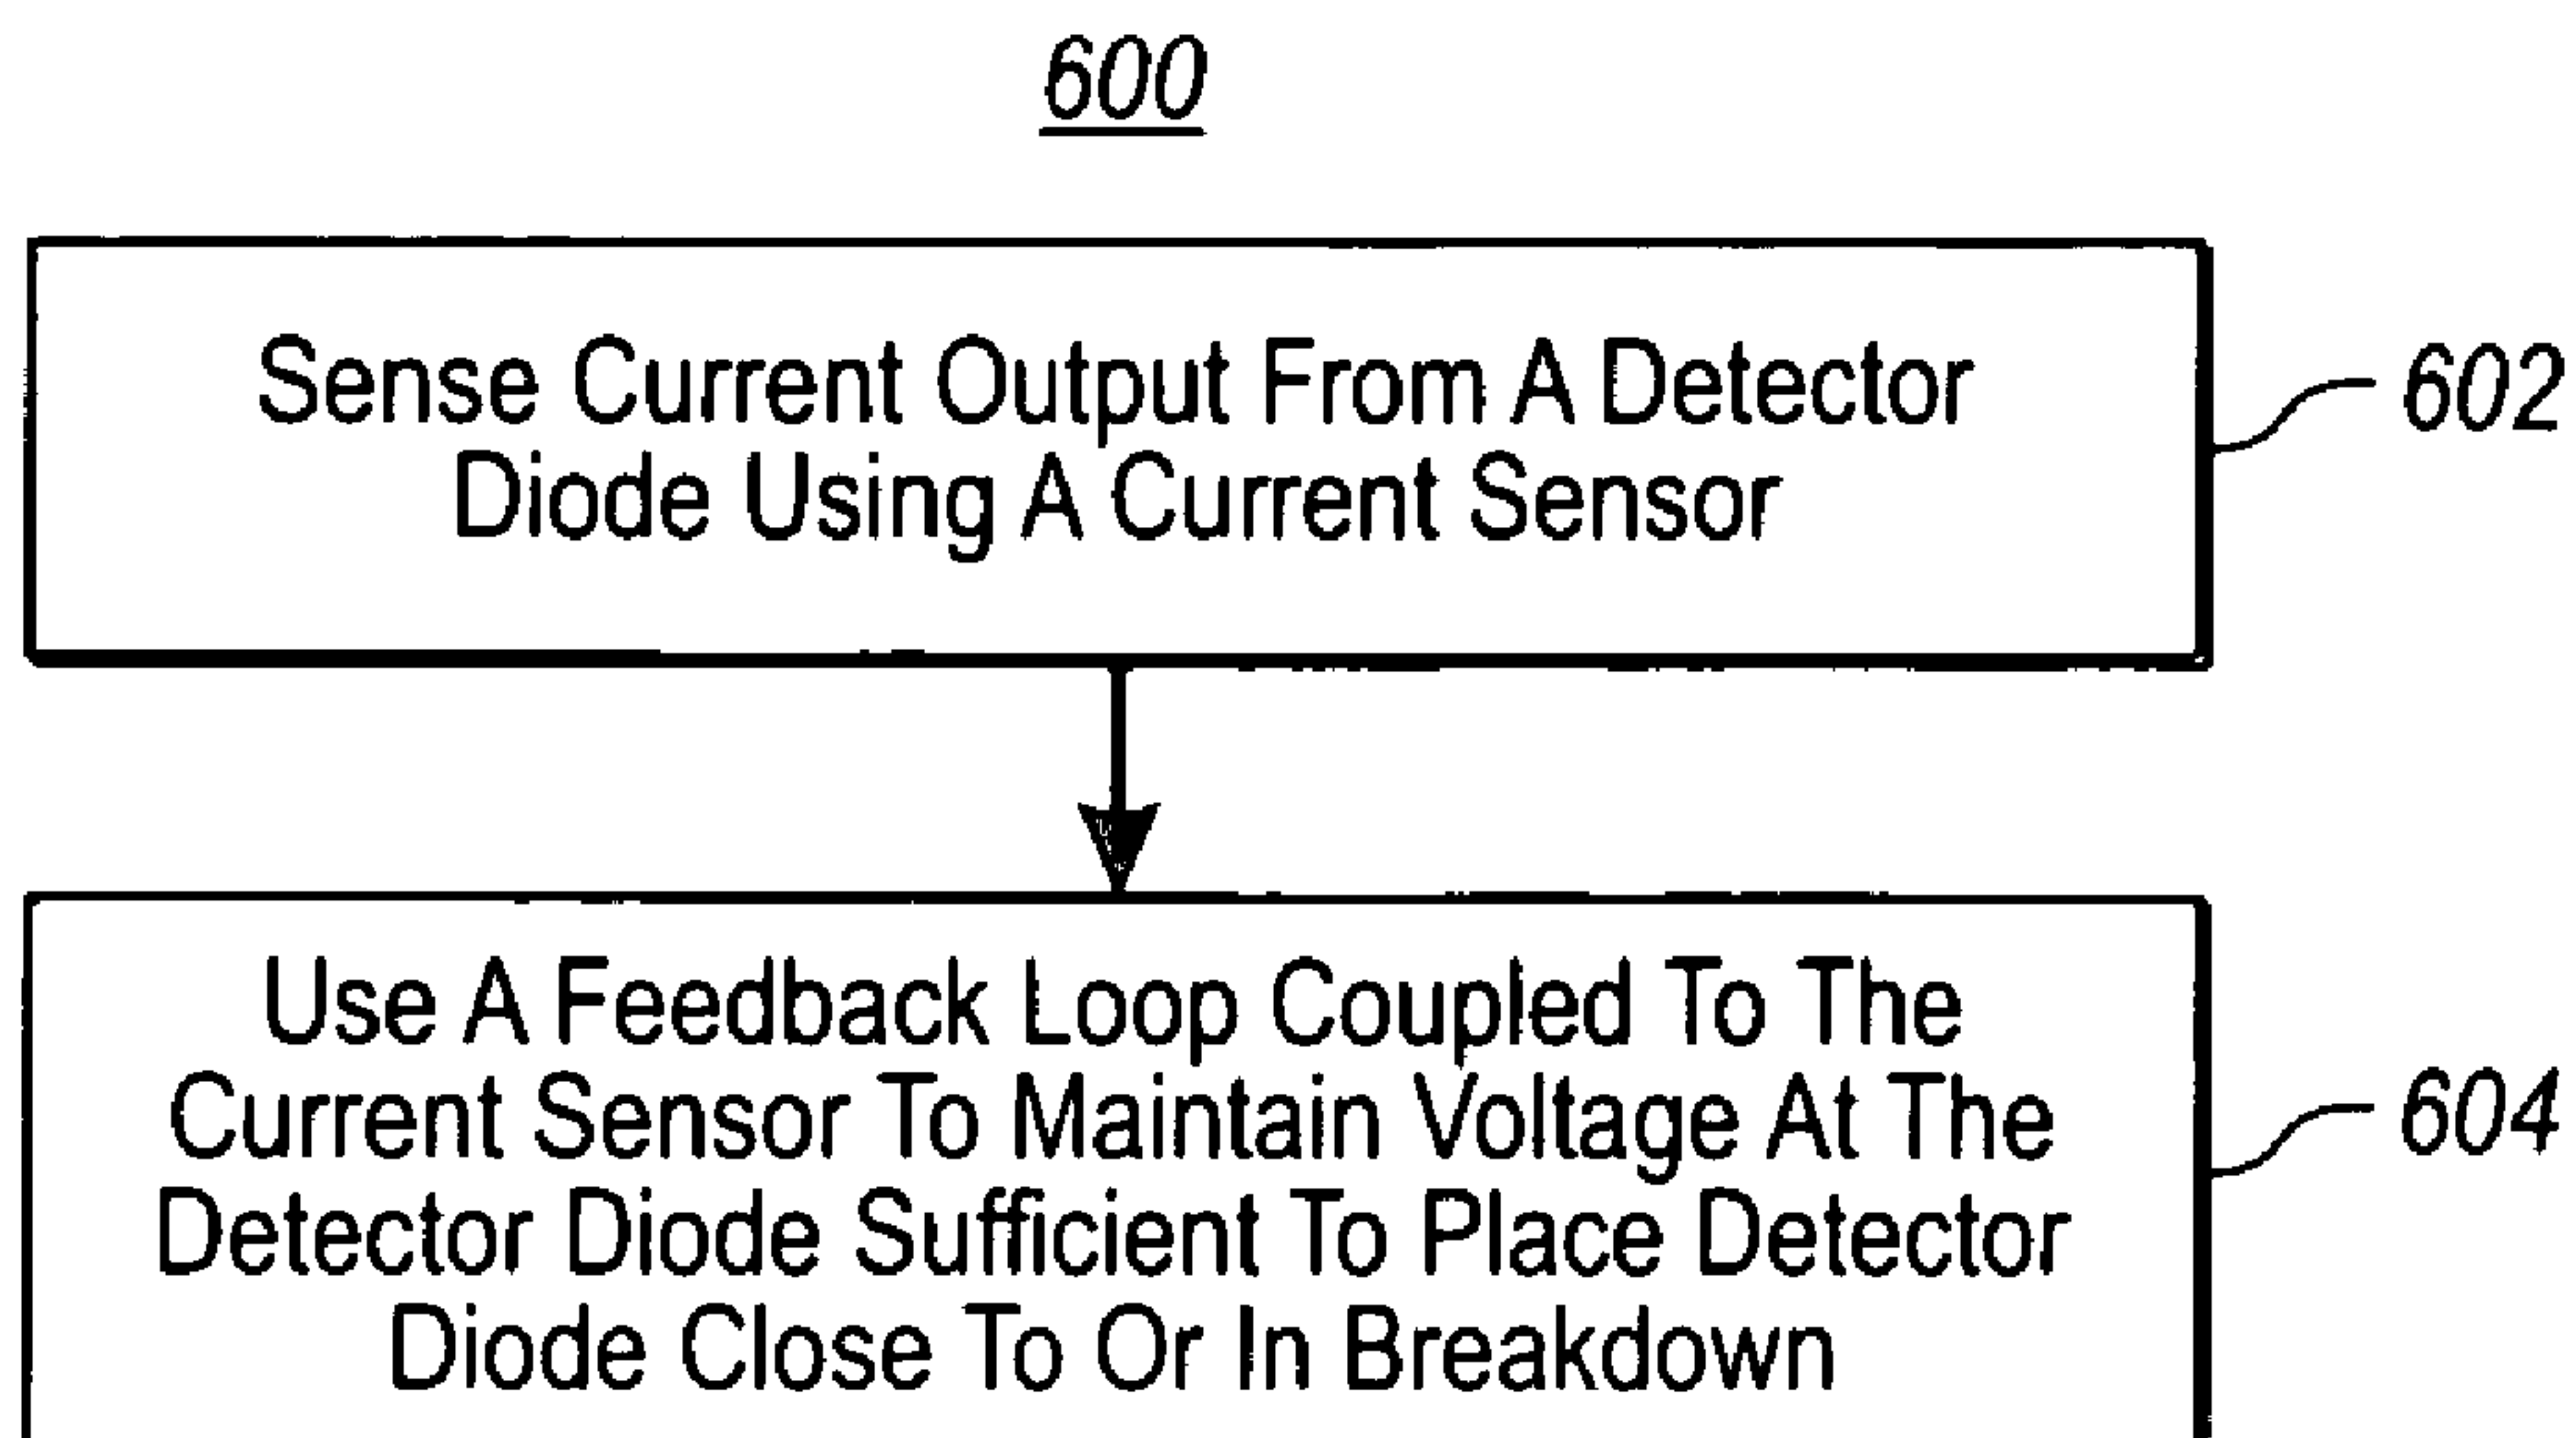 600
Sense Current Output From A Detector
Diode Using A Current Sensor
602
Use A Feedback Loop Coupled To The
Current Sensor To Maintain Voltage At The
Detector Diode Sufficient To Place Detector
Diode Close To Or In Breakdown
604